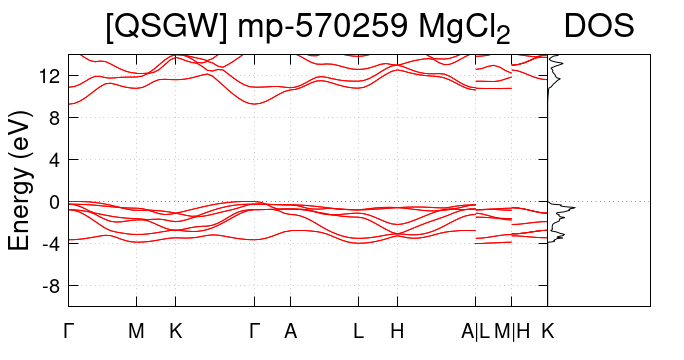 [QSGW] mp-570259 MgCl₂ DOS
Energy (eV)
12
8
4
0
-4
-8
Γ M K Γ A L H A|L M|H K